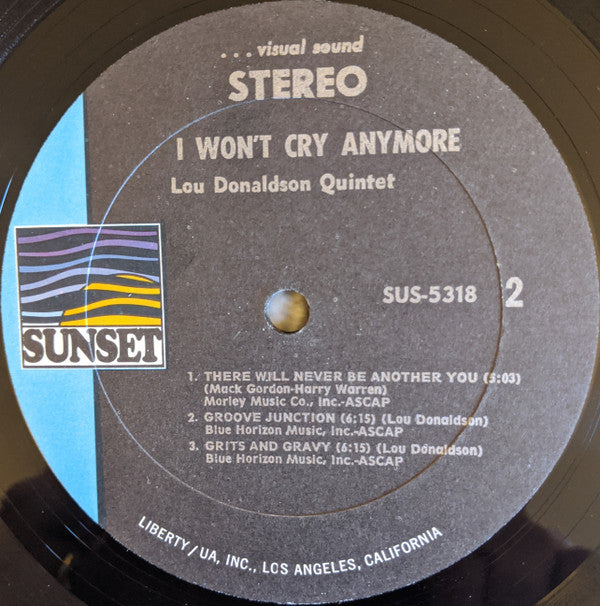 ...visual sound
STEREO
I WON'T CRY ANYMORE
Lou Donaldson Quintet
SUNSET
SUS-5318 2
1. THERE WILL NEVER BE ANOTHER YOU (5:03)
(Mack Gordon-Harry Warren)
Morley Music Co., Inc.-ASCAP
2. GROOVE JUNCTION (6:15) (Lou Donaldson)
Blue Horizon Music, Inc.-ASCAP
3. GRITS AND GRAVY (6:15) (Lou Donaldson)
Blue Horizon Music, Inc.-ASCAP
LIBERTY/UA, INC., LOS ANGELES, CALIFORNIA